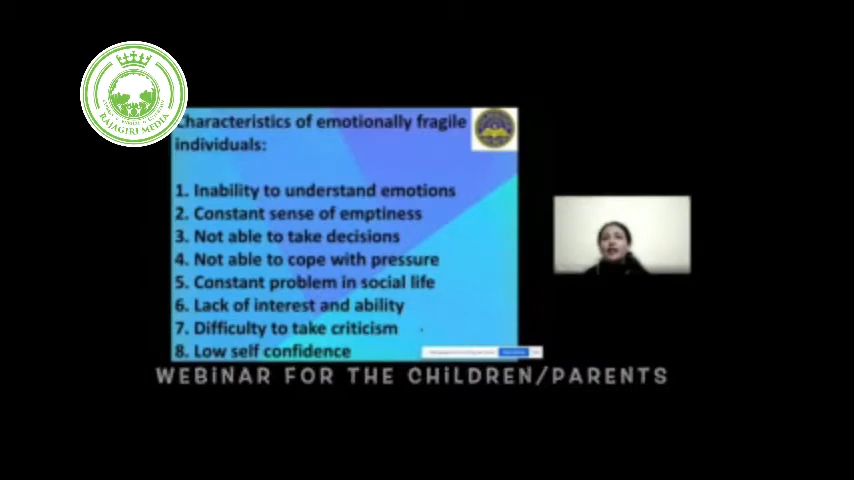 RAJAGIRI MEDIA
Characteristics of emotionally fragile
individuals:
1. Inability to understand emotions
2. Constant sense of emptiness
3. Not able to take decisions
4. Not able to cope with pressure
5. Constant problem in social life
6. Lack of interest and ability
7. Difficulty to take criticism
8. Low self confidence
WEBINAR FOR THE CHILDREN/PARENTS